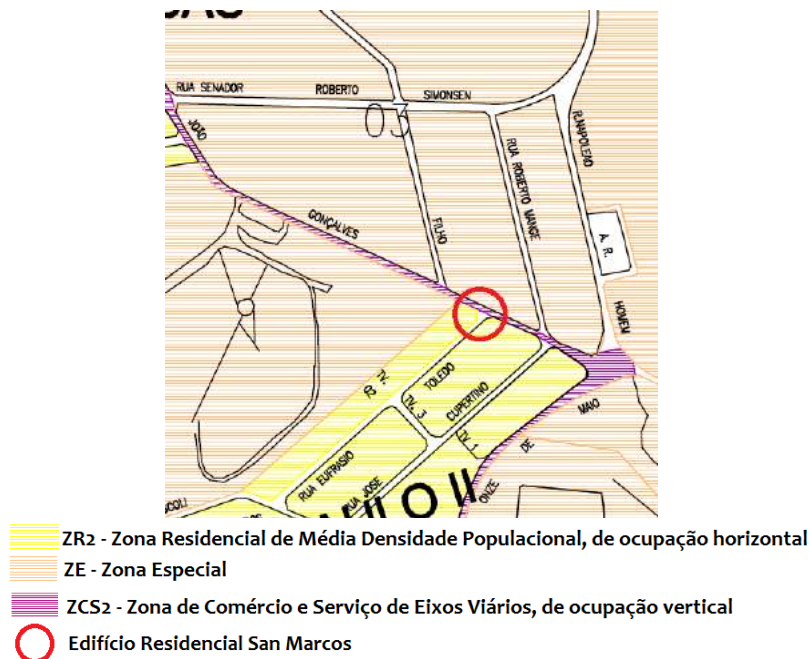 RUA SENADOR ROBERTO SIMONSEN
JOÃO
03
R.NAPOLEAO
RUA ROBERTO MANGE
GONÇALVES
FILHO
A. R.
HOMEM
TV.
TOLEDO
TV. 3
CUPERTINO
MAIO
TV. 1
DE
RUA EUFRASIO
ONZE
RUA JOSE
ZR2 - Zona Residencial de Média Densidade Populacional, de ocupação horizontal
ZE - Zona Especial
ZCS2 - Zona de Comércio e Serviço de Eixos Viários, de ocupação vertical
Edifício Residencial San Marcos